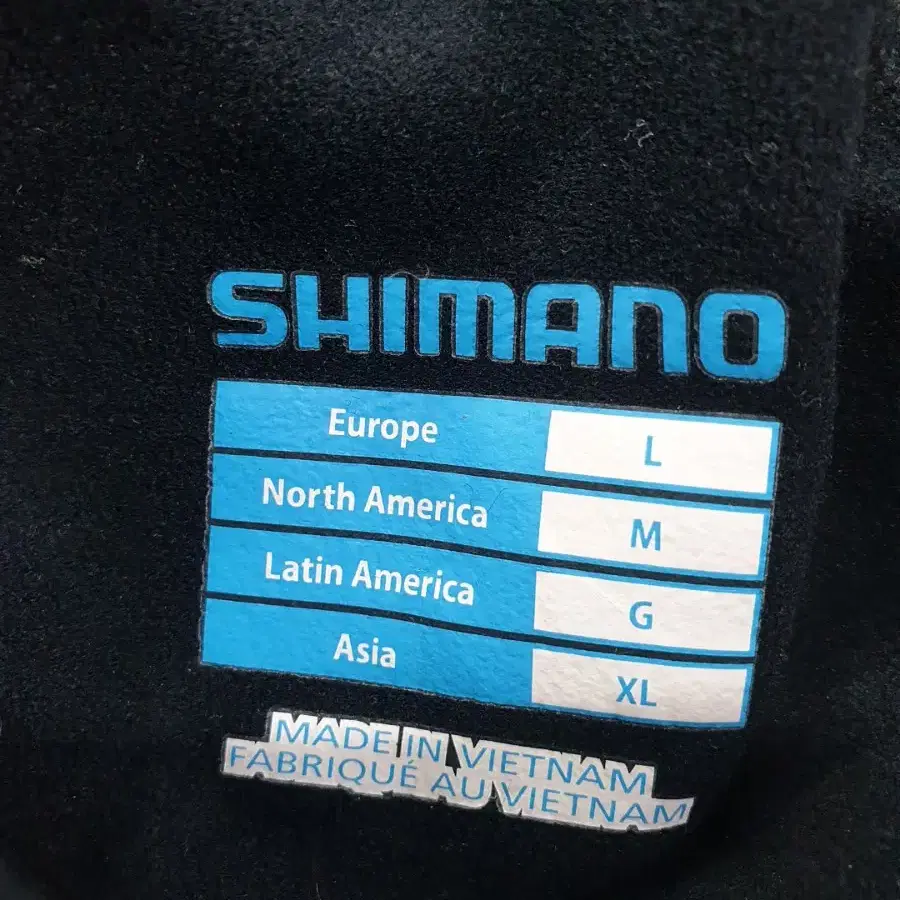 SHIMANO
Europe L
North America M
Latin America G
Asia XL
MADE IN VIETNAM
FABRIQUÉ AU VIETNAM